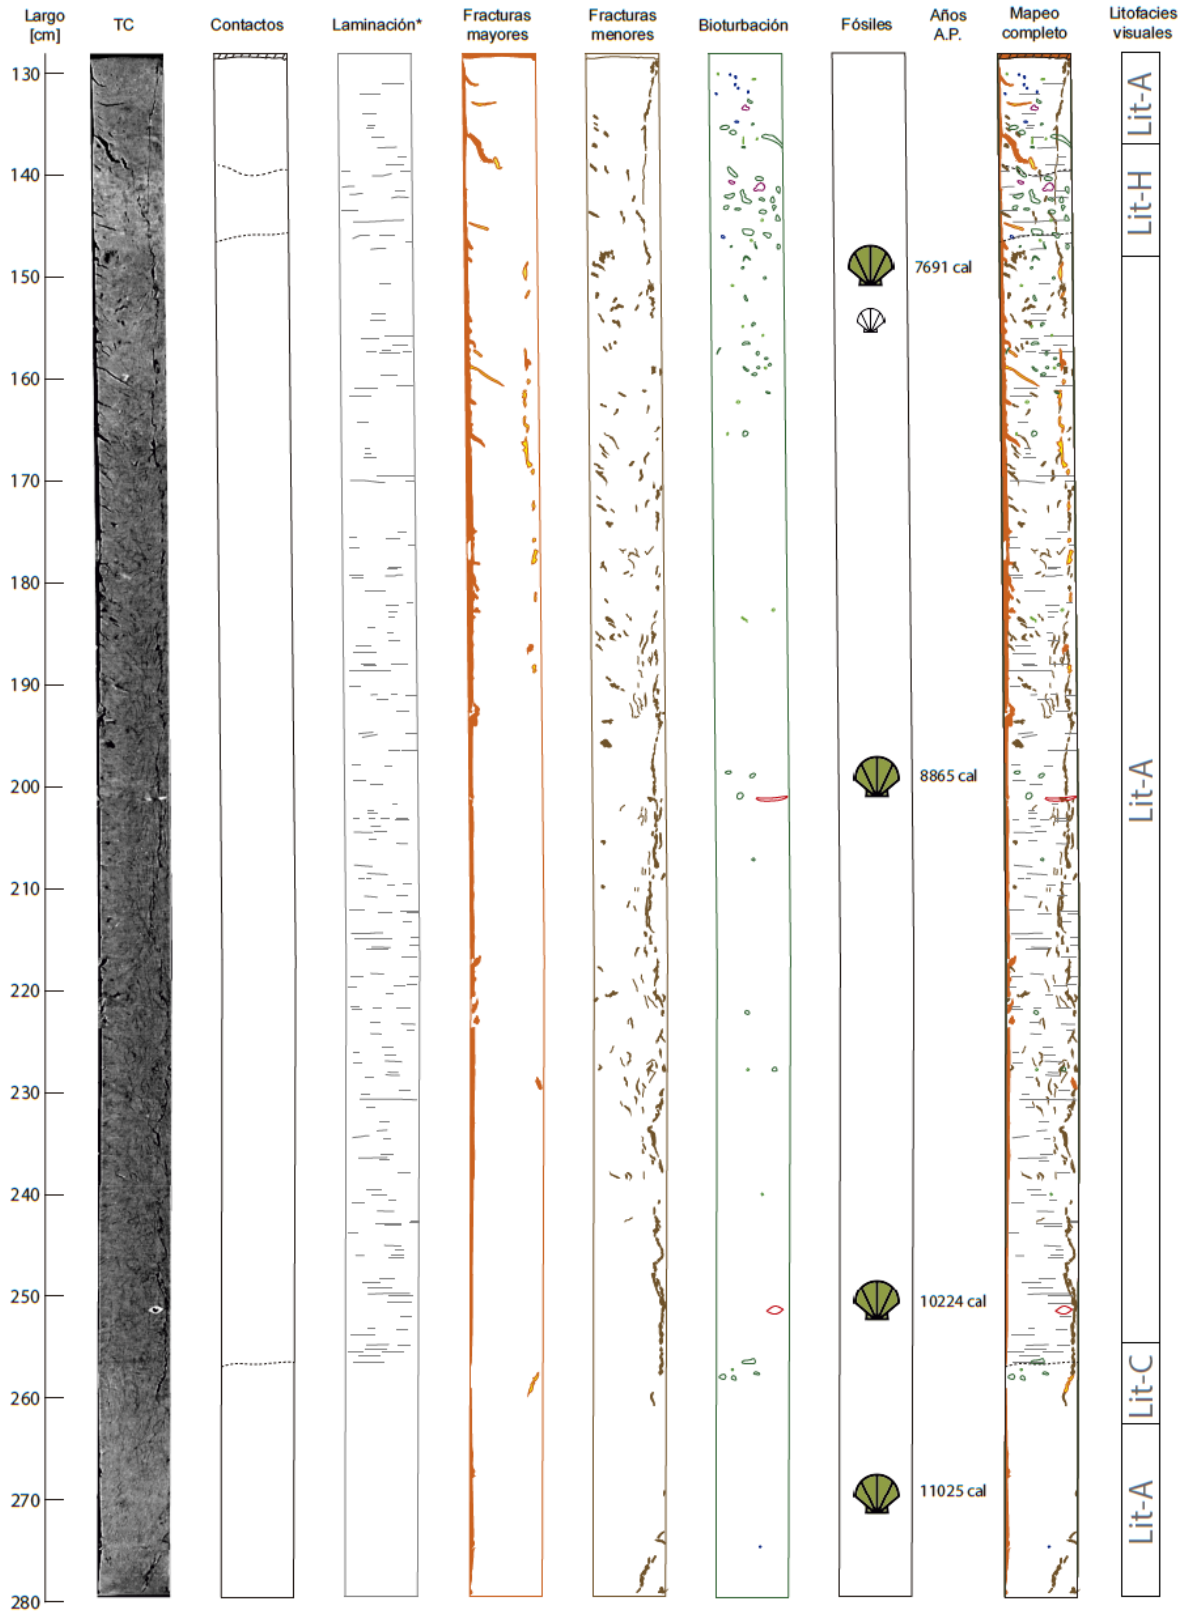 Largo
[cm]
TC
Contactos
Laminación*
Fracturas
mayores
Fracturas
menores
Bioturbación
Fósiles
Años
A.P.
Mapeo
completo
Litofacies
visuales
130
140
150
160
170
180
190
200
210
220
230
240
250
260
270
280
7691 cal
8865 cal
10224 cal
11025 cal
Lit-A
Lit-H
Lit-A
Lit-C
Lit-A